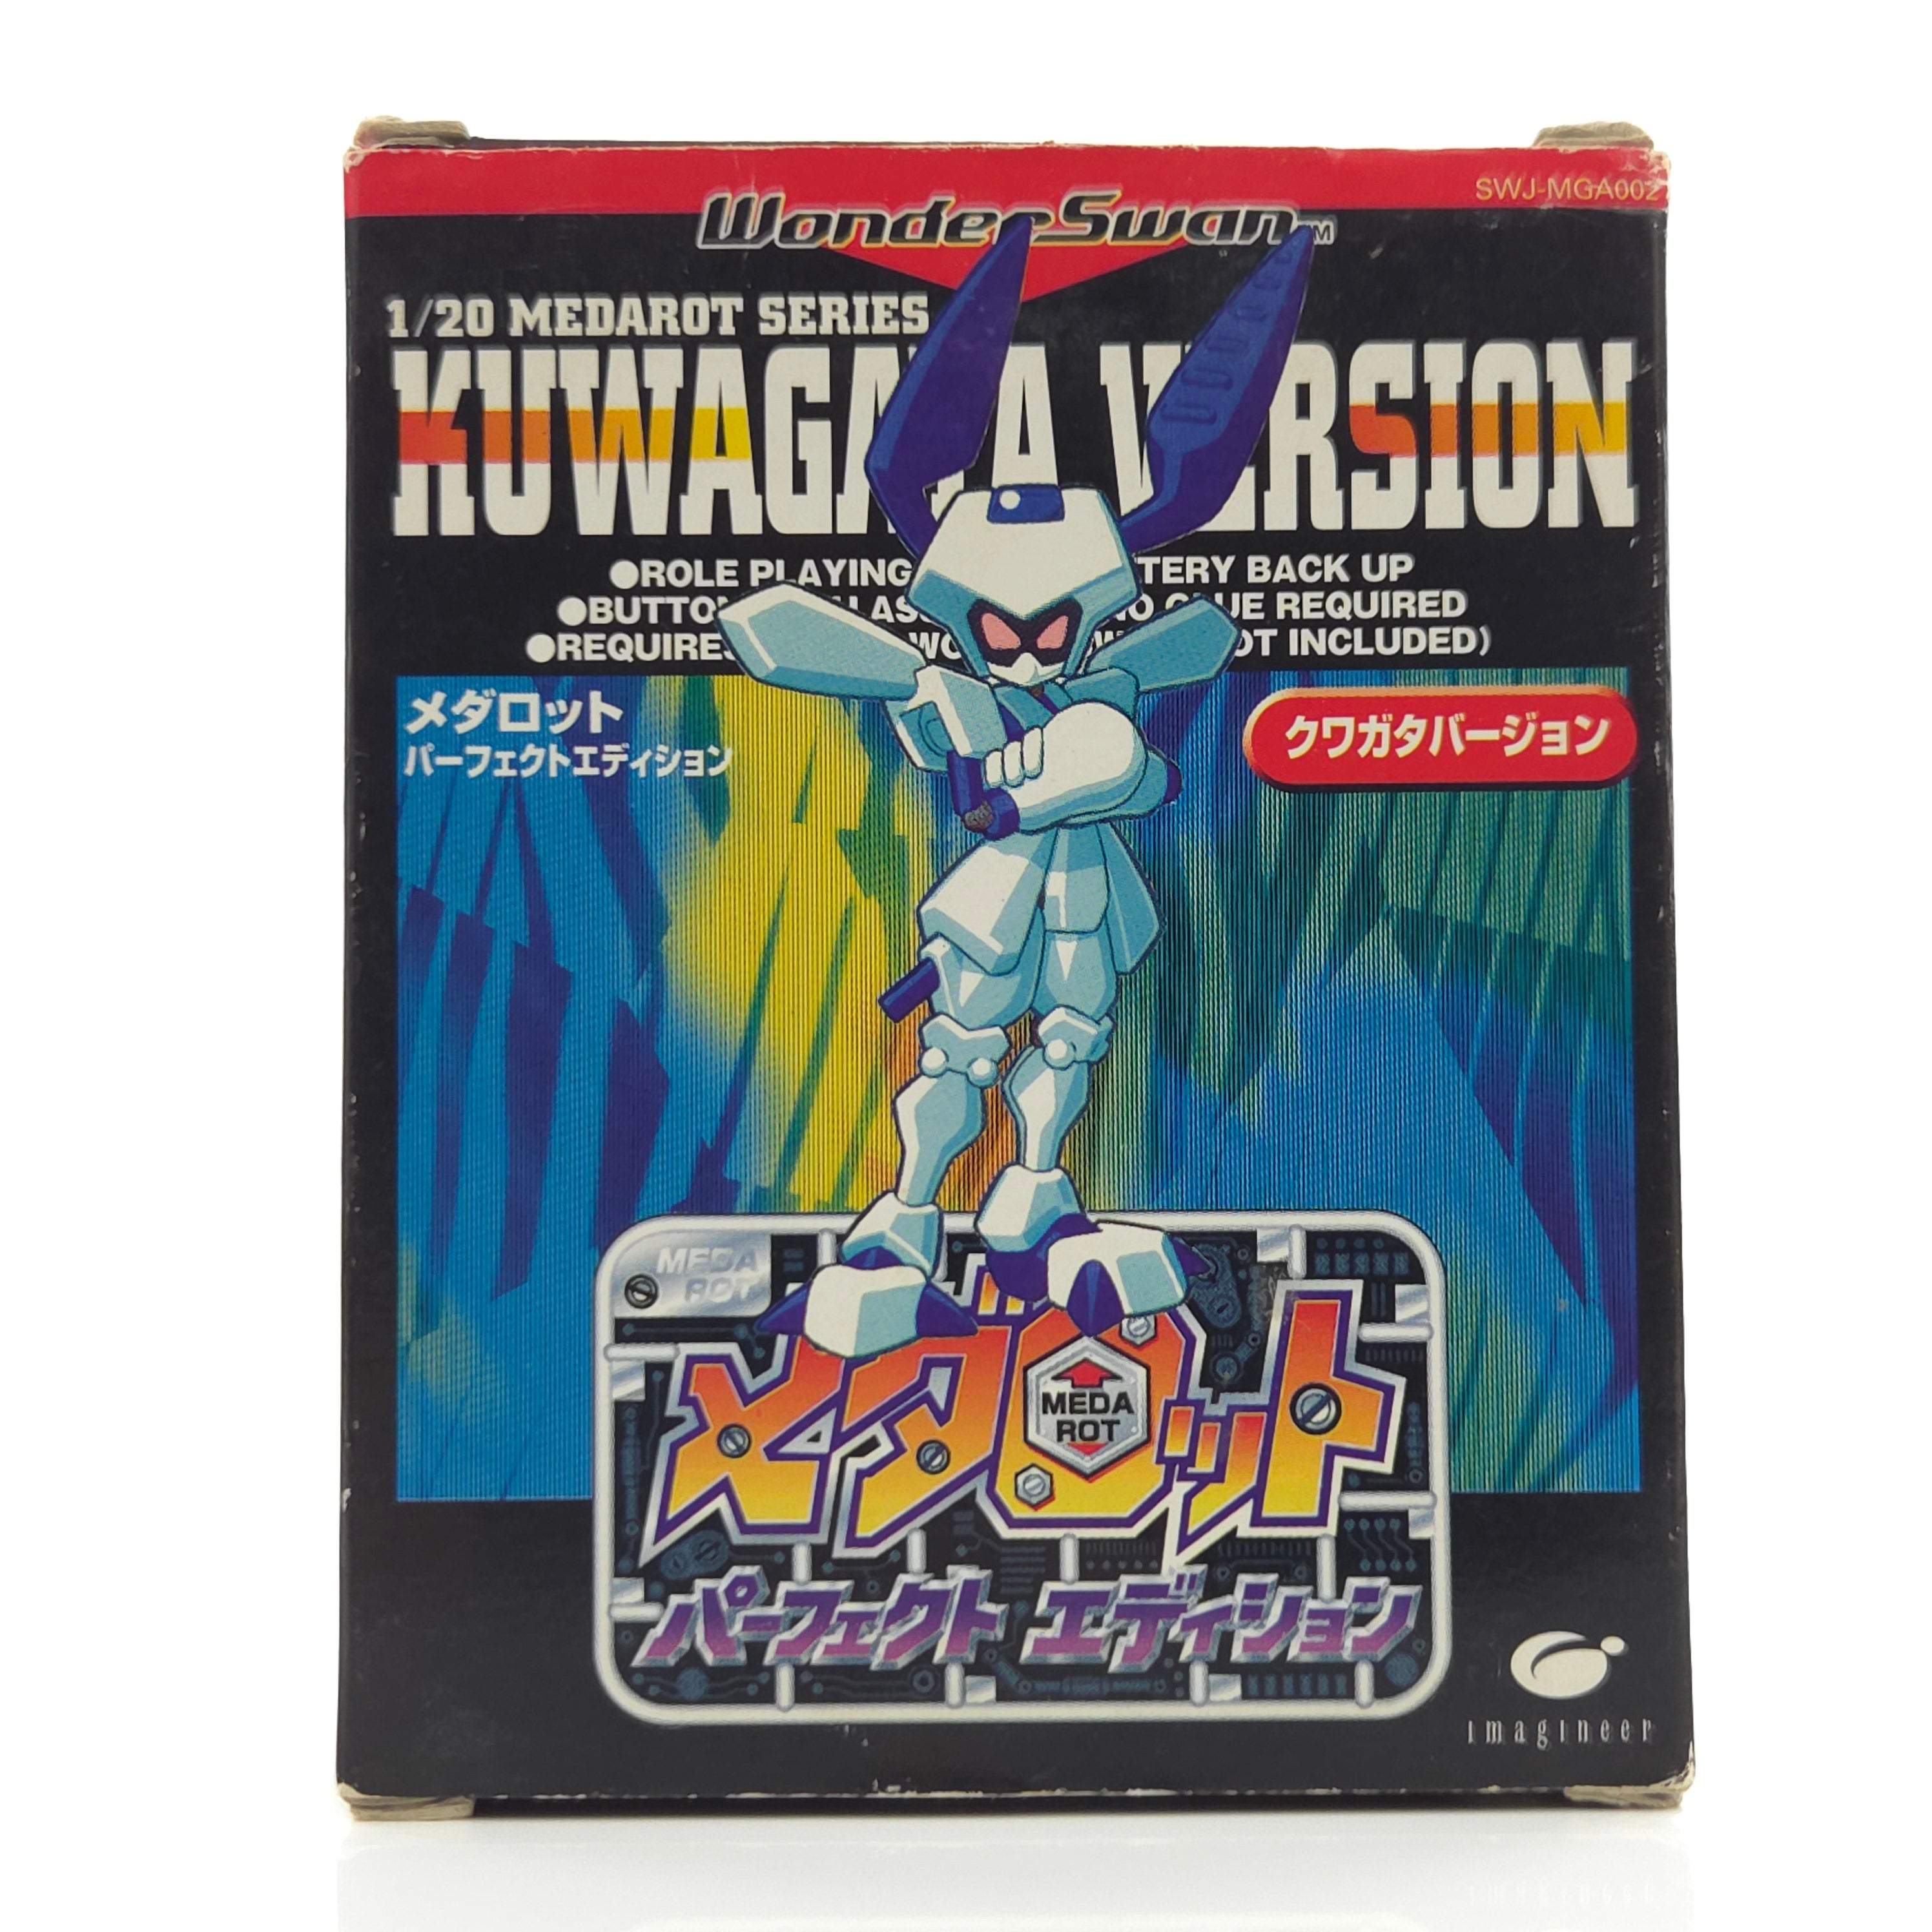 SWJ-MGA002
WonderSwan™
1/20 MEDAROT SERIES
KUWAGATA VERSION
●ROLE PLAYING TERY BACK UP
●BUTTO UE REQUIRED
●REQUIRES OT INCLUDED)
メダロット
パーフェクトエディション
クワガタバージョン
MEDA
ROT
メダロット
MEDA
ROT
パーフェクト エディション
imagineer